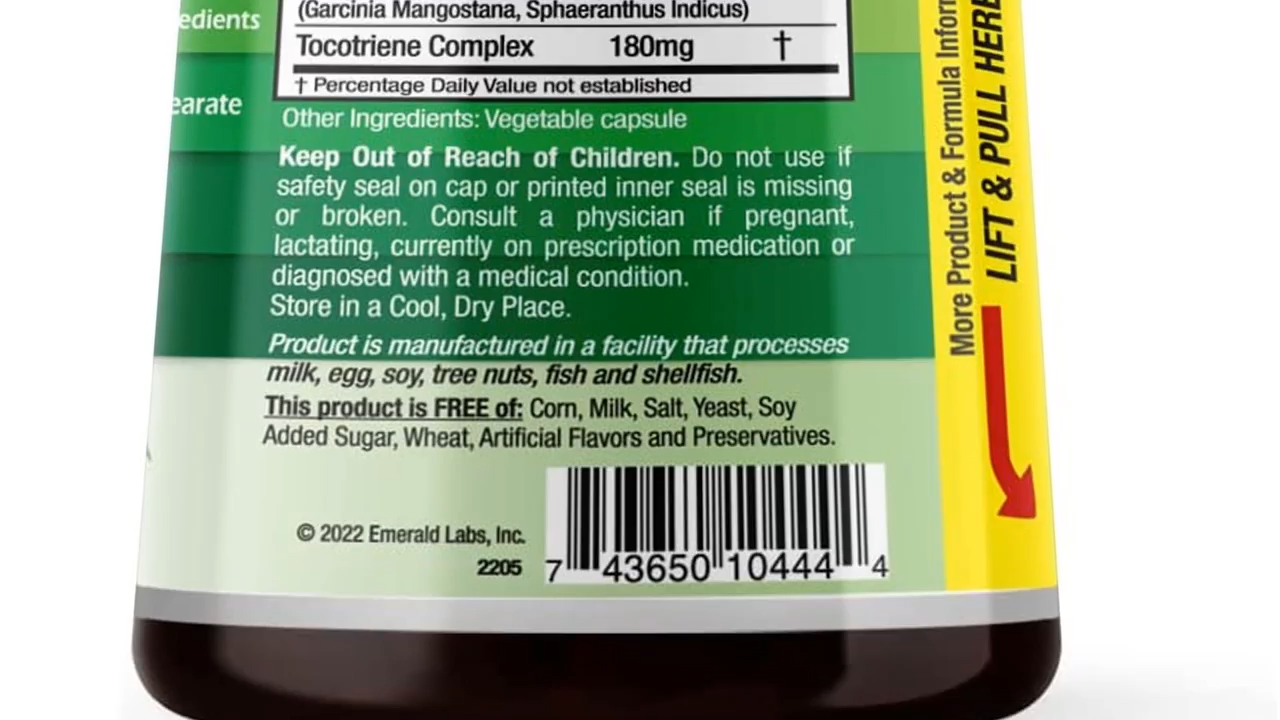 edients
earate
(Garcinia Mangostana, Sphaeranthus Indicus)
Tocotriene Complex 180mg †
† Percentage Daily Value not established
Other Ingredients: Vegetable capsule
Keep Out of Reach of Children. Do not use if
safety seal on cap or printed inner seal is missing
or broken. Consult a physician if pregnant,
lactating, currently on prescription medication or
diagnosed with a medical condition.
Store in a Cool, Dry Place.
Product is manufactured in a facility that processes
milk, egg, soy, tree nuts, fish and shellfish.
This product is FREE of: Corn, Milk, Salt, Yeast, Soy
Added Sugar, Wheat, Artificial Flavors and Preservatives.
© 2022 Emerald Labs, Inc.
2205
7 43650 10444 4
More Product & Formula Inform
LIFT & PULL HERE